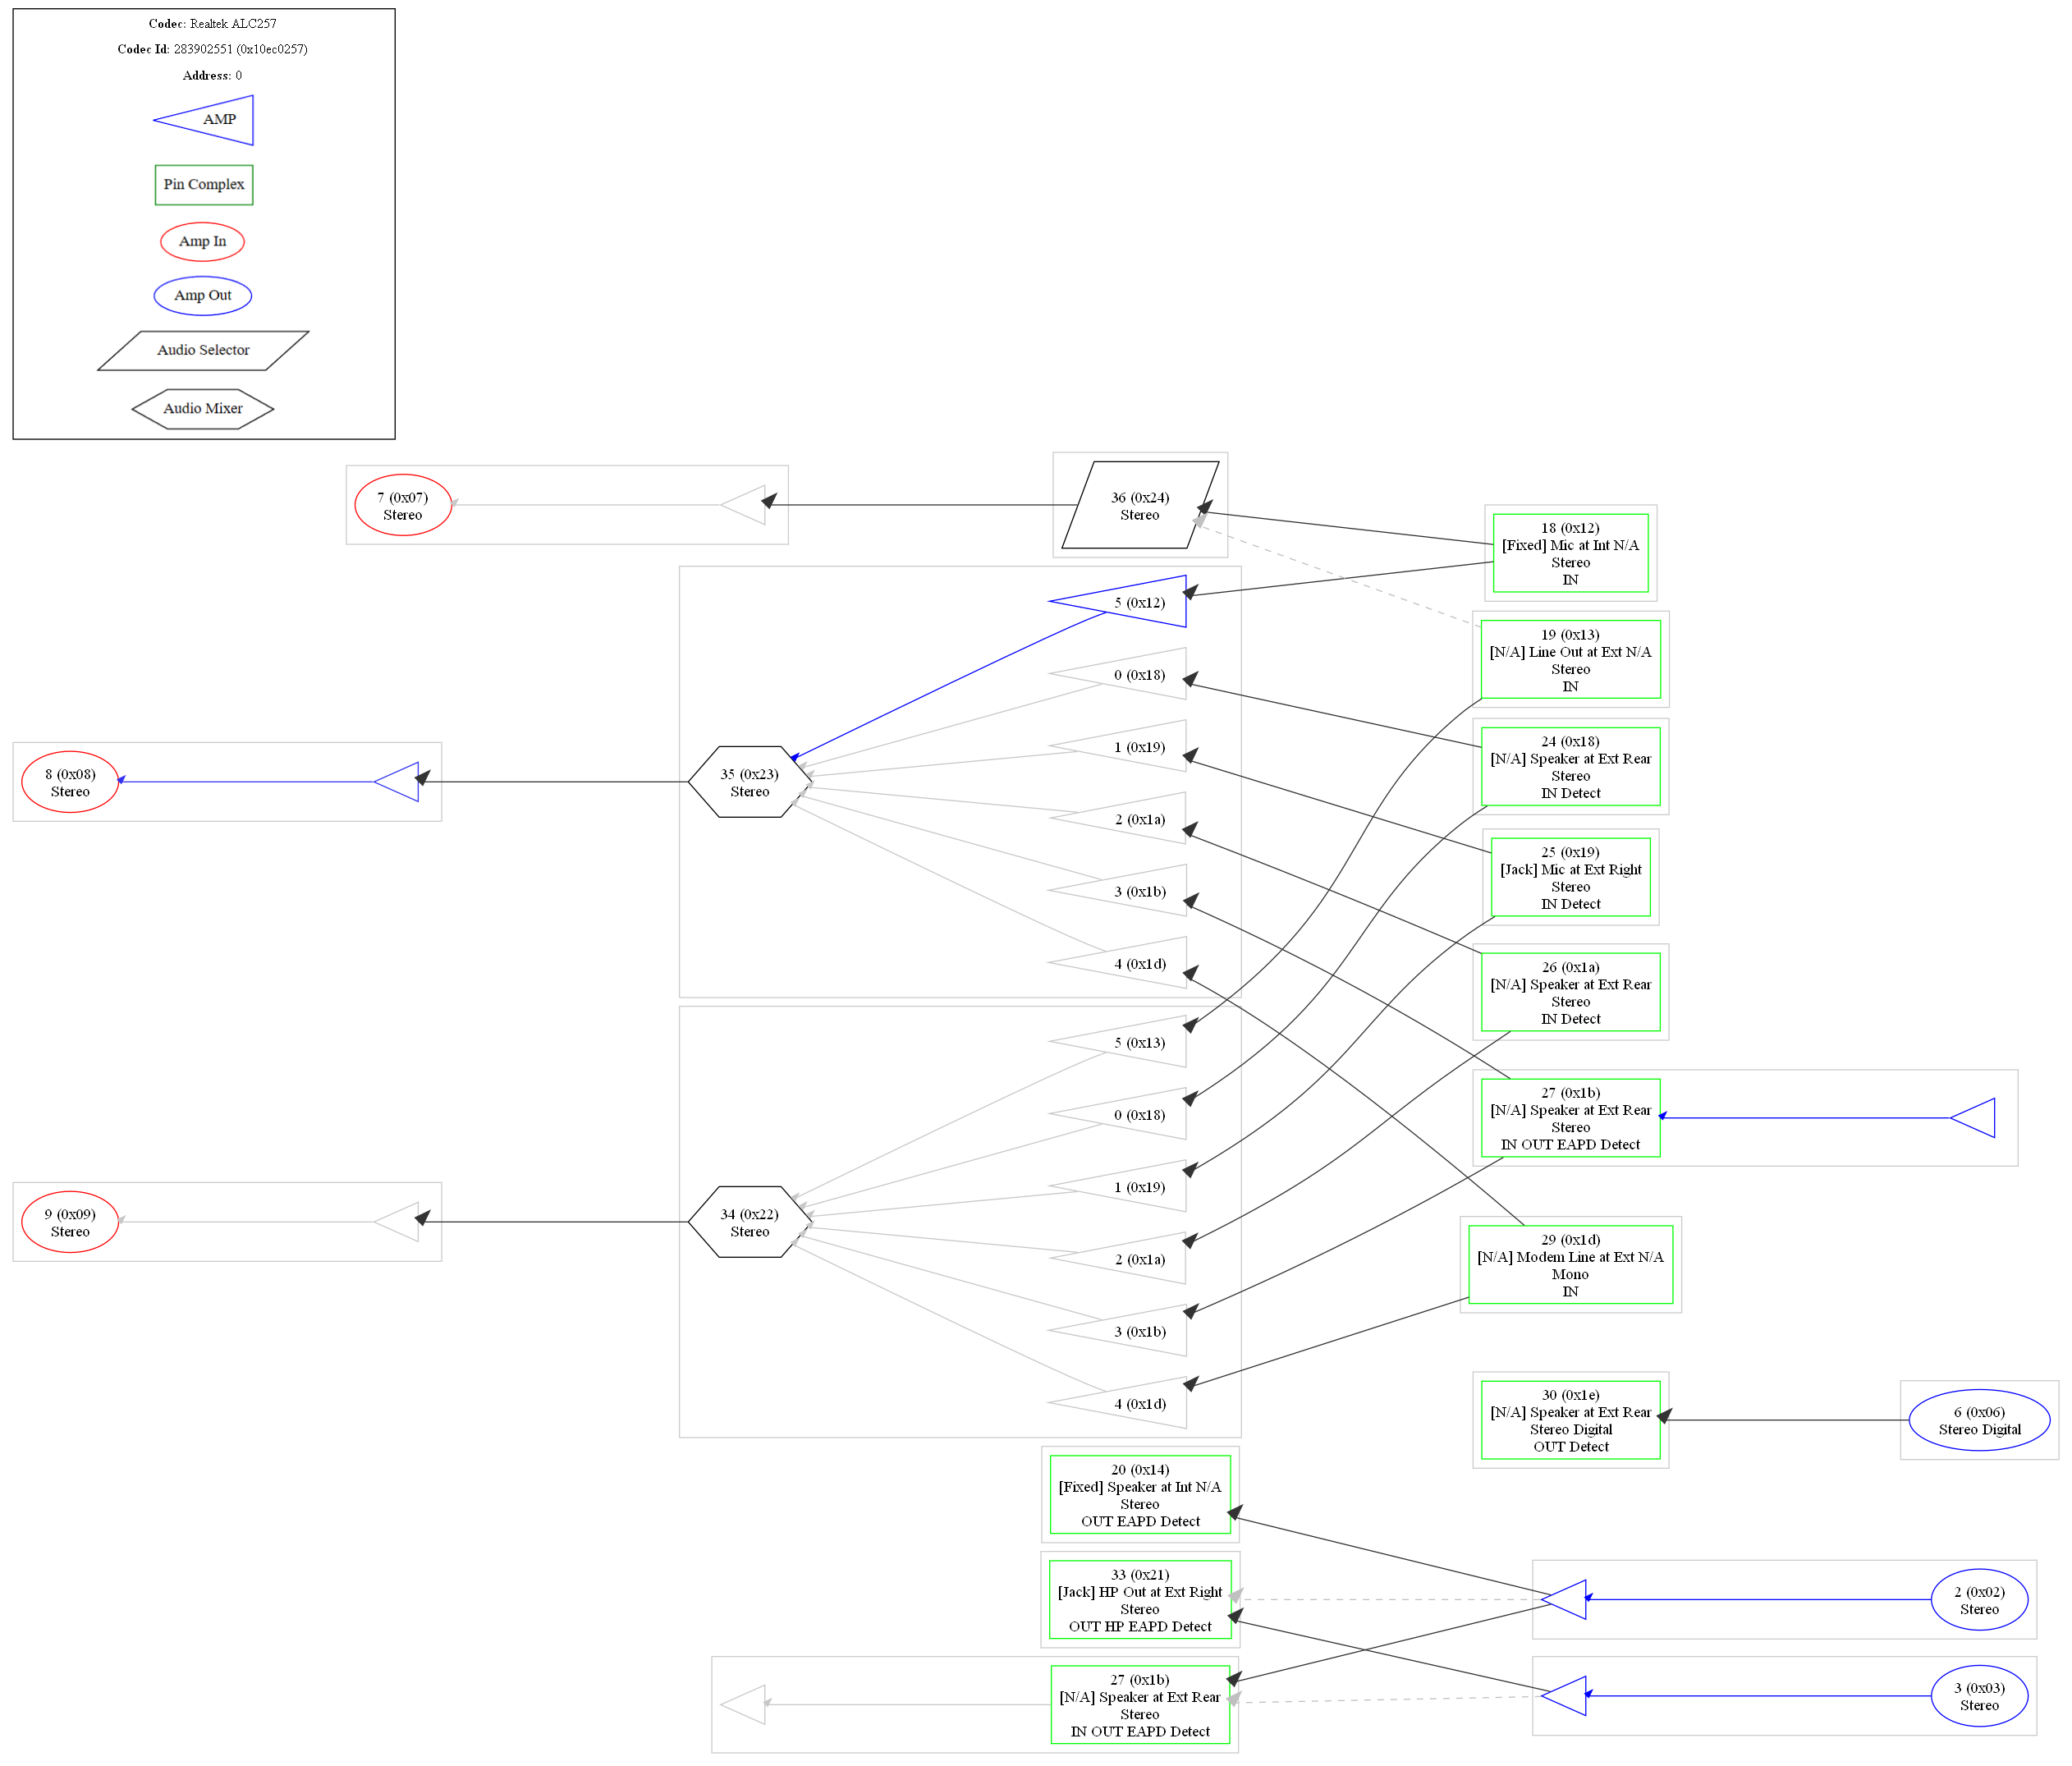 Codec: Realtek ALC257
Codec Id: 283902551 (0x10ec0257)
Address: 0
AMP
Pin Complex
Amp In
Amp Out
Audio Selector
Audio Mixer
7 (0x07)
Stereo
36 (0x24)
Stereo
18 (0x12)
[Fixed] Mic at Int N/A
Stereo
IN
5 (0x12)
19 (0x13)
[N/A] Line Out at Ext N/A
Stereo
IN
0 (0x18)
24 (0x18)
[N/A] Speaker at Ext Rear
Stereo
IN Detect
1 (0x19)
8 (0x08)
Stereo
35 (0x23)
Stereo
2 (0x1a)
25 (0x19)
[Jack] Mic at Ext Right
Stereo
IN Detect
3 (0x1b)
4 (0x1d)
26 (0x1a)
[N/A] Speaker at Ext Rear
Stereo
IN Detect
5 (0x13)
0 (0x18)
27 (0x1b)
[N/A] Speaker at Ext Rear
Stereo
IN OUT EAPD Detect
1 (0x19)
9 (0x09)
Stereo
34 (0x22)
Stereo
2 (0x1a)
29 (0x1d)
[N/A] Modem Line at Ext N/A
Mono
IN
3 (0x1b)
4 (0x1d)
30 (0x1e)
[N/A] Speaker at Ext Rear
Stereo Digital
OUT Detect
6 (0x06)
Stereo Digital
20 (0x14)
[Fixed] Speaker at Int N/A
Stereo
OUT EAPD Detect
33 (0x21)
[Jack] HP Out at Ext Right
Stereo
OUT HP EAPD Detect
2 (0x02)
Stereo
27 (0x1b)
[N/A] Speaker at Ext Rear
Stereo
IN OUT EAPD Detect
3 (0x03)
Stereo